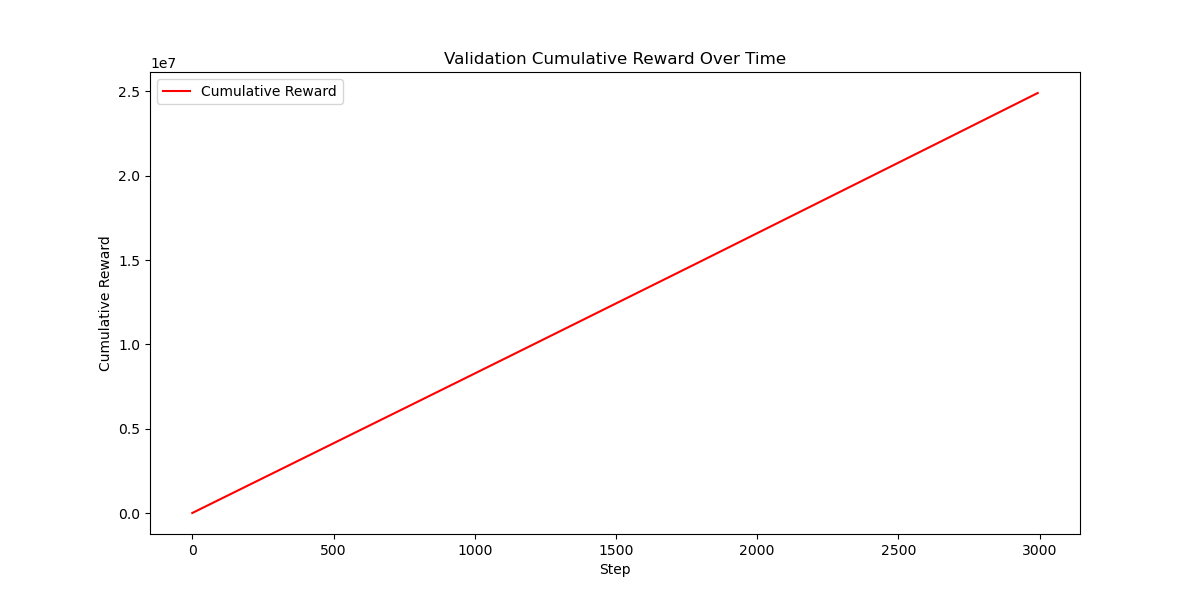 Validation Cumulative Reward Over Time
1e7
Cumulative Reward
2.5
2.0
1.5
1.0
0.5
0.0
Cumulative Reward
0 500 1000 1500 2000 2500 3000
Step